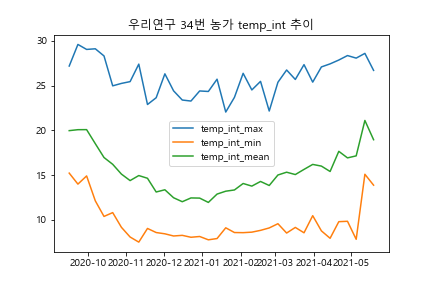 우리연구 34번 농가 temp_int 추이
30
25
20
15
10
temp_int_max
temp_int_min
temp_int_mean
2020-10 2020-11 2020-12 2021-01 2021-02 2021-03 2021-04 2021-05